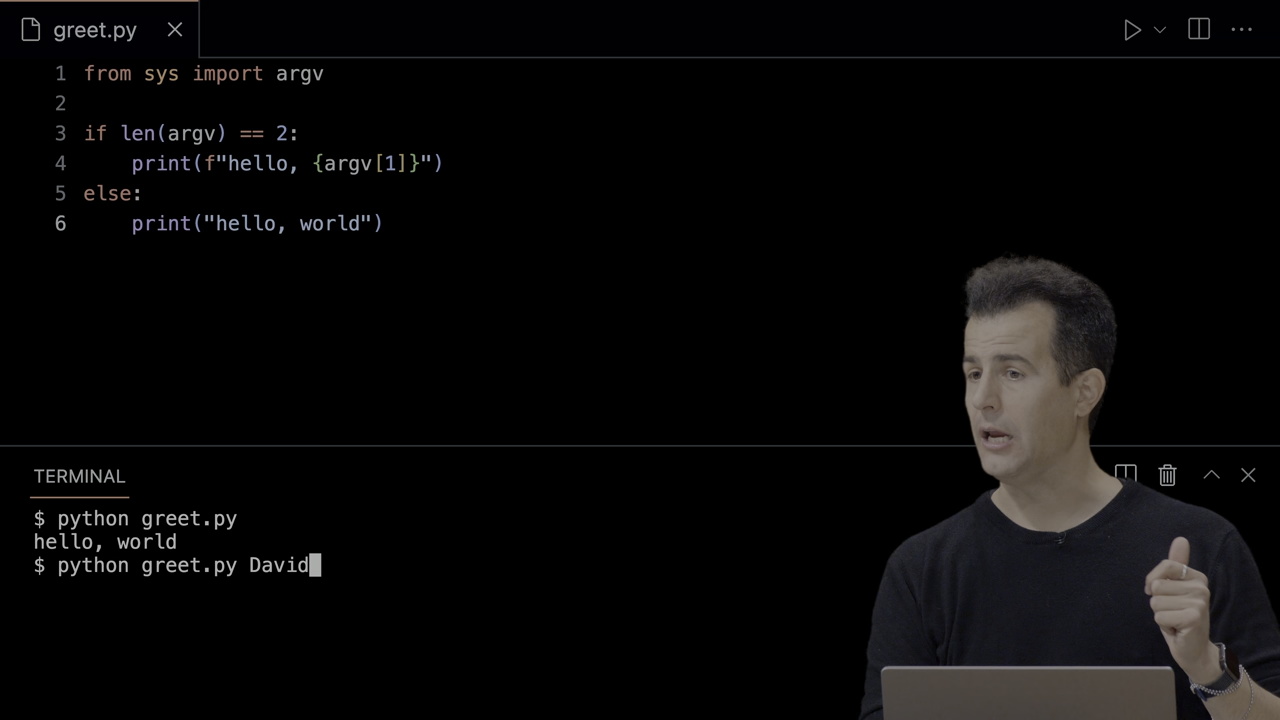 greet.py
1 from sys import argv
2
3 if len(argv) == 2:
4     print(f"hello, {argv[1]}")
5 else:
6     print("hello, world")
TERMINAL
$ python greet.py
hello, world
$ python greet.py David